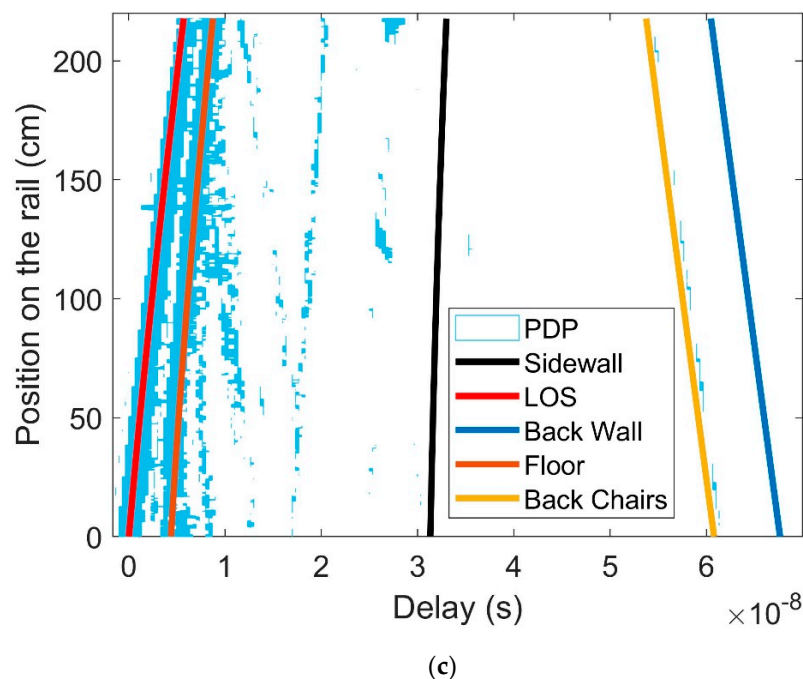 200
150
100
50
0
Position on the rail (cm)
PDP
Sidewall
LOS
Back Wall
Floor
Back Chairs
0 1 2 3 4 5 6
Delay (s)
×10-8
(c)